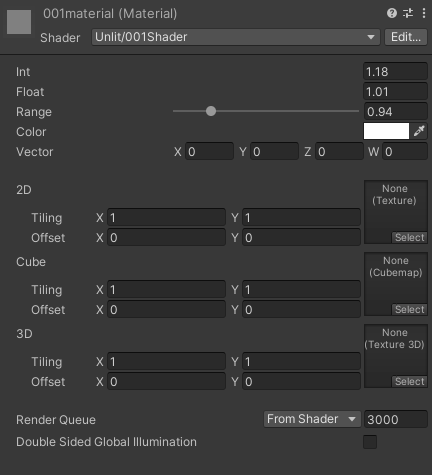 001material (Material)
Shader Unlit/001Shader Edit...
Int 1.18
Float 1.01
Range 0.94
Color
Vector X 0 Y 0 Z 0 W 0
2D None
(Texture)
Tiling X 1 Y 1
Offset X 0 Y 0 Select
Cube None
(Cubemap)
Tiling X 1 Y 1
Offset X 0 Y 0 Select
3D None
(Texture 3D)
Tiling X 1 Y 1
Offset X 0 Y 0 Select
Render Queue From Shader 3000
Double Sided Global Illumination